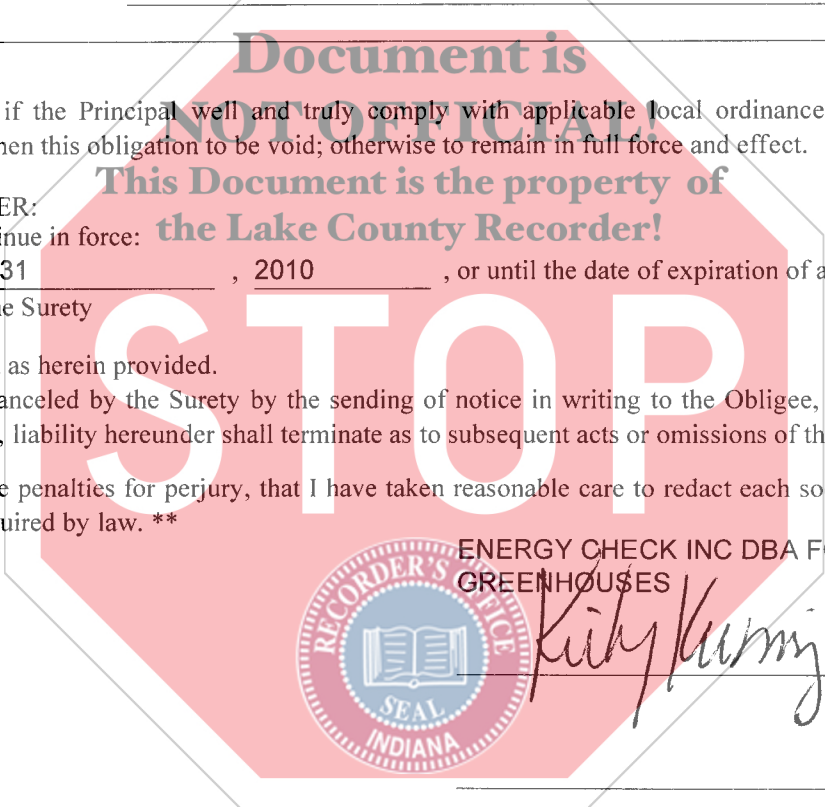 Document is
if the Principal well and truly comply with applicable local ordinance
NOT OFFICIAL!
hen this obligation to be void; otherwise to remain in full force and effect.
This Document is the property of
ER:
the Lake County Recorder!
inue in force:
31 , 2010 , or until the date of expiration of a
e Surety
as herein provided.
STOP
anceled by the Surety by the sending of notice in writing to the Obligee,
, liability hereunder shall terminate as to subsequent acts or omissions of th
e penalties for perjury, that I have taken reasonable care to redact each so
uired by law. **
ENERGY CHECK INC DBA FO
GREENHOUSES
RECORDER'S OFFICE
SEAL
INDIANA